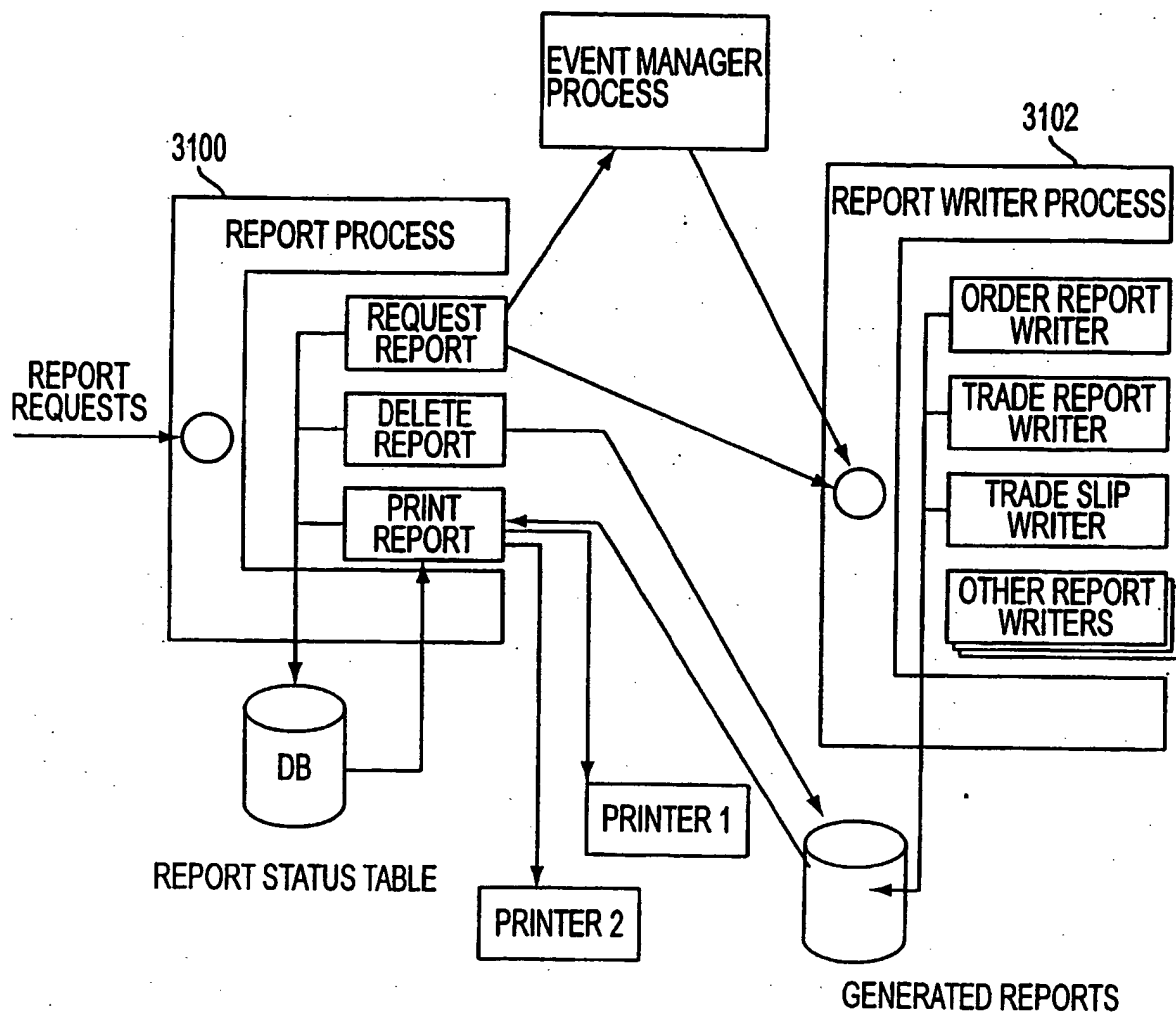 EVENT MANAGER
PROCESS
3100
3102
REPORT PROCESS
REPORT WRITER PROCESS
REQUEST
REPORT
ORDER REPORT
WRITER
REPORT
REQUESTS
DELETE
REPORT
TRADE REPORT
WRITER
PRINT
REPORT
TRADE SLIP
WRITER
OTHER REPORT
WRITERS
DB
PRINTER 1
REPORT STATUS TABLE
PRINTER 2
GENERATED REPORTS